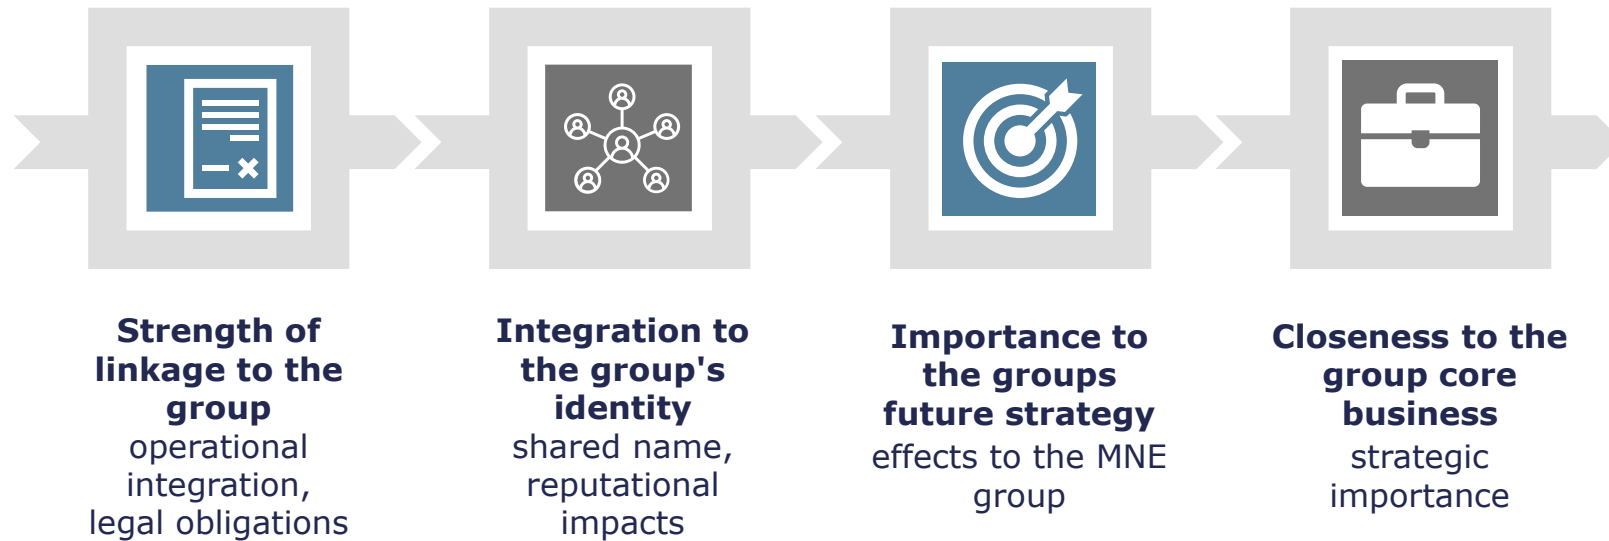 Strength of
linkage to the
group
operational
integration,
legal obligations
Integration to
the group's
identity
shared name,
reputational
impacts
Importance to
the groups
future strategy
effects to the MNE
group
Closeness to the
group core
business
strategic
importance